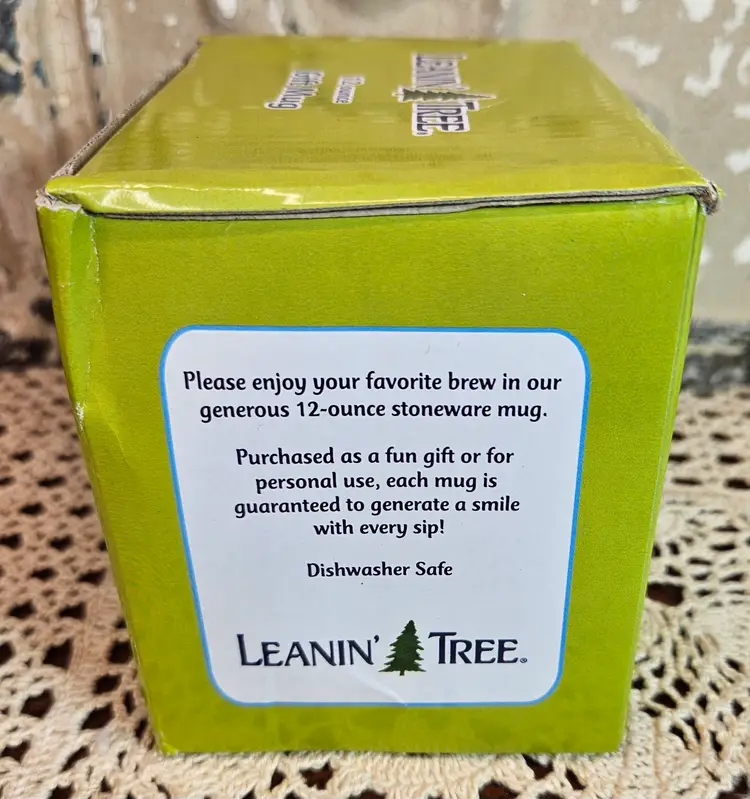 LEANIN' TREE
12 ounce
Gift Mug
Please enjoy your favorite brew in our
generous 12-ounce stoneware mug.
Purchased as a fun gift or for
personal use, each mug is
guaranteed to generate a smile
with every sip!
Dishwasher Safe
LEANIN' TREE®